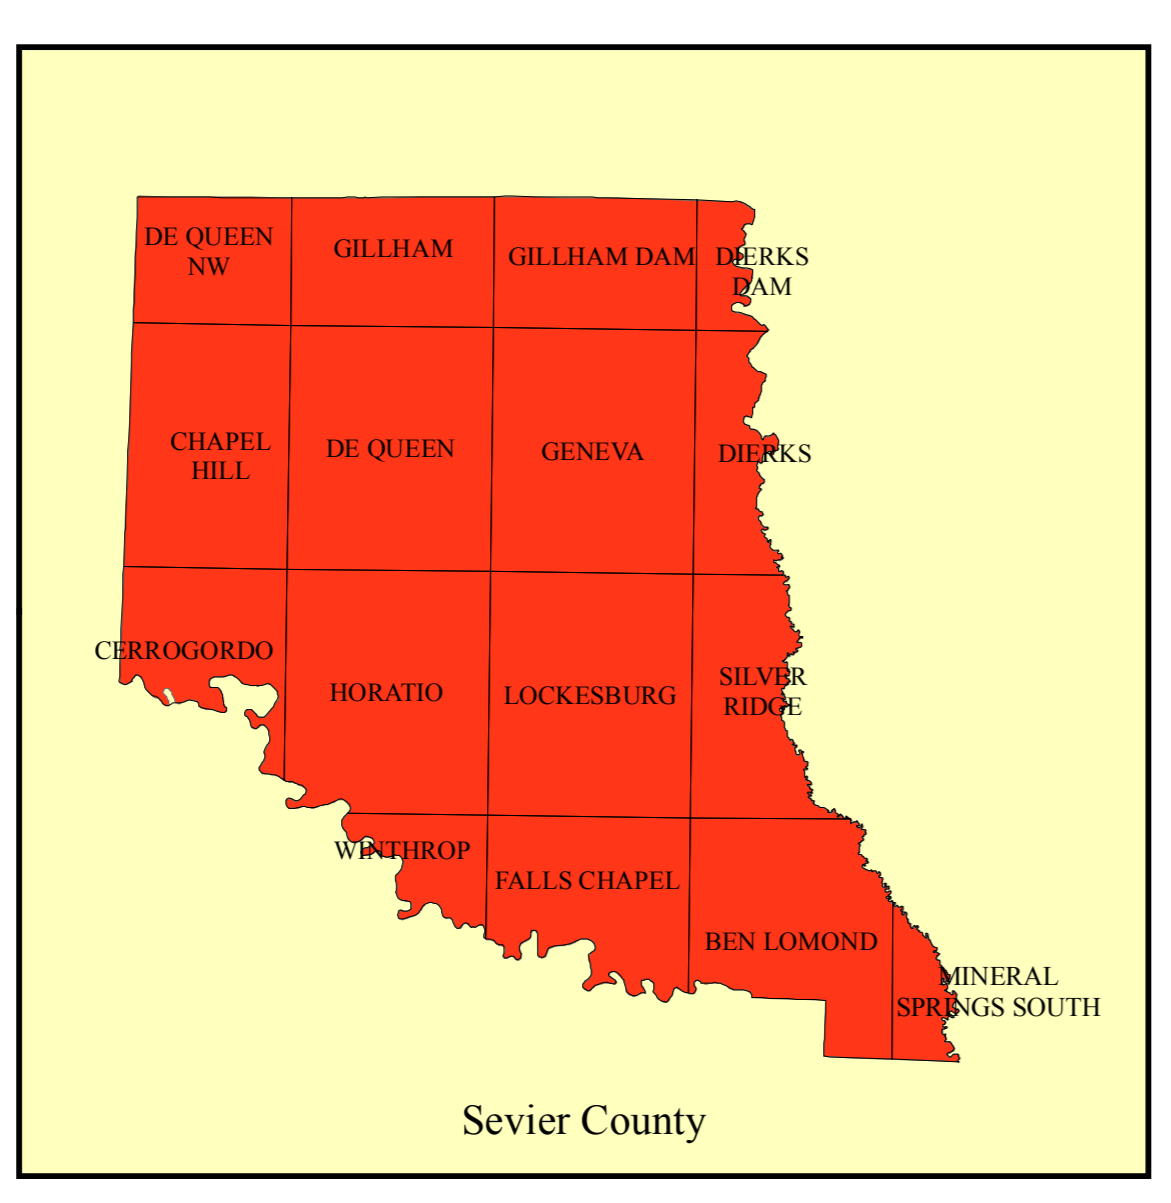 DE QUEEN
NW
GILLHAM
GILLHAM DAM
DIERKS
DAM
CHAPEL
HILL
DE QUEEN
GENEVA
DIERKS
CERROGORDO
HORATIO
LOCKESBURG
SILVER
RIDGE
WINTHROP
FALLS CHAPEL
BEN LOMOND
MINERAL
SPRINGS SOUTH
Sevier County